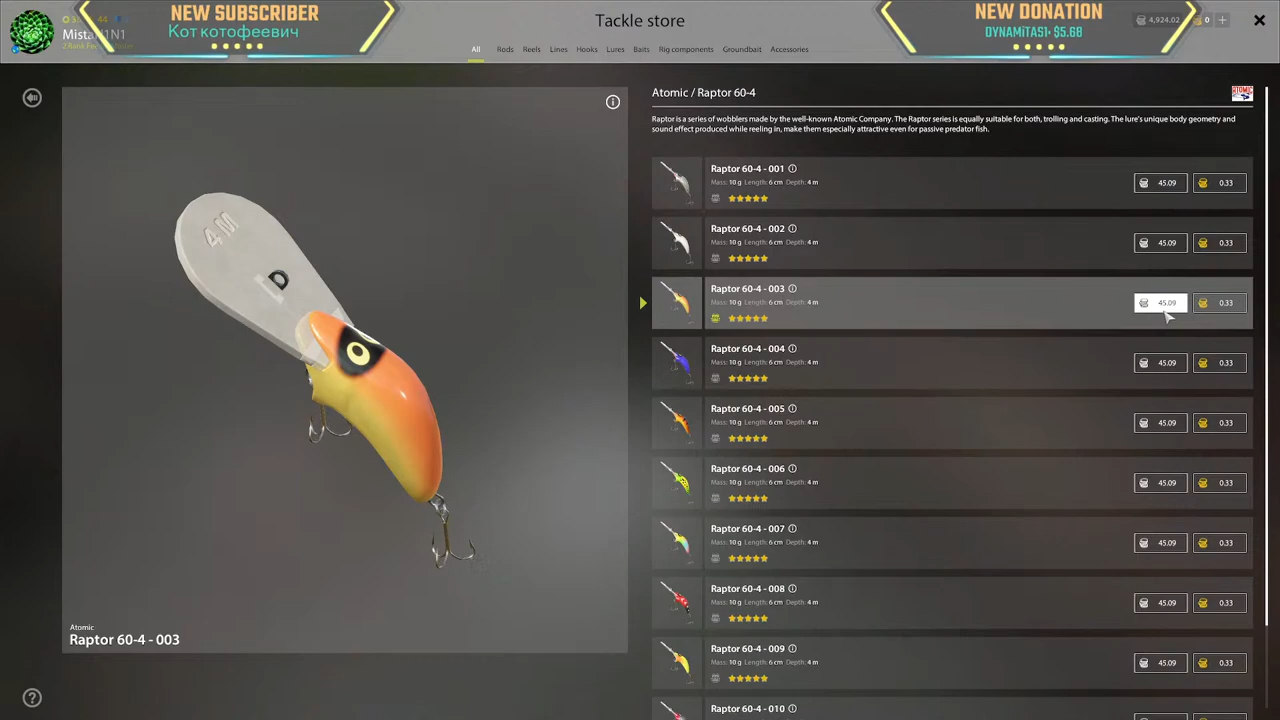 NEW SUBSCRIBER
Кот котофеевич
Tackle store
NEW DONATION
DYNAMiTAS1• $5.68
4,924.02
0
All Rods Reels Lines Hooks Lures Baits Rig components Groundbait Accessories
Atomic / Raptor 60-4
ATOMIC
Raptor is a series of wobblers made by the well-known Atomic Company. The Raptor series is equally suitable for both, trolling and casting. The lure's unique body geometry and
sound effect produced while reeling in, make them especially attractive even for passive predator fish.
4 M
D
Raptor 60-4 - 001
Mass: 10 g Length: 6 cm Depth: 4 m
45.09 0.33
Raptor 60-4 - 002
Mass: 10 g Length: 6 cm Depth: 4 m
45.09 0.33
Raptor 60-4 - 003
Mass: 10 g Length: 6 cm Depth: 4 m
45.09 0.33
Raptor 60-4 - 004
Mass: 10 g Length: 6 cm Depth: 4 m
45.09 0.33
Raptor 60-4 - 005
Mass: 10 g Length: 6 cm Depth: 4 m
45.09 0.33
Raptor 60-4 - 006
Mass: 10 g Length: 6 cm Depth: 4 m
45.09 0.33
Raptor 60-4 - 007
Mass: 10 g Length: 6 cm Depth: 4 m
45.09 0.33
Raptor 60-4 - 008
Mass: 10 g Length: 6 cm Depth: 4 m
45.09 0.33
Raptor 60-4 - 009
Mass: 10 g Length: 6 cm Depth: 4 m
45.09 0.33
Raptor 60-4 - 010
Atomic
Raptor 60-4 - 003